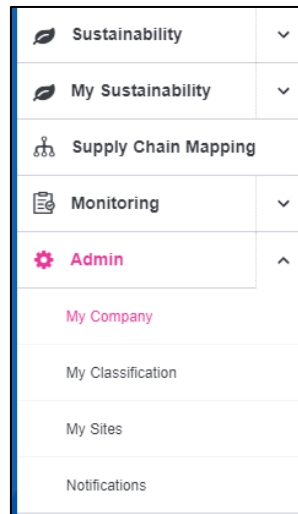 Sustainability
My Sustainability
Supply Chain Mapping
Monitoring
Admin
My Company
My Classification
My Sites
Notifications